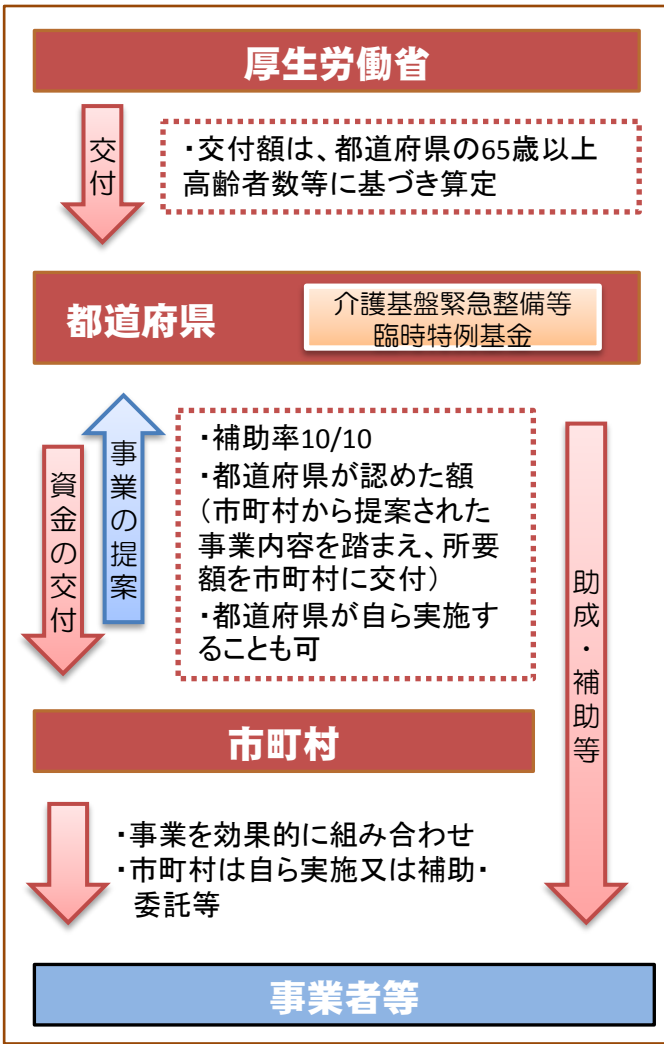 厚生労働省
交付
・交付額は、都道府県の65歳以上
高齢者数等に基づき算定
都道府県
介護基盤緊急整備等
臨時特例基金
資金の交付
事業の提案
・補助率10/10
・都道府県が認めた額
（市町村から提案された
事業内容を踏まえ、所要
額を市町村に交付）
・都道府県が自ら実施す
ることも可
助成・補助等
市町村
・事業を効果的に組み合わせ
・市町村は自ら実施又は補助・
委託等
事業者等